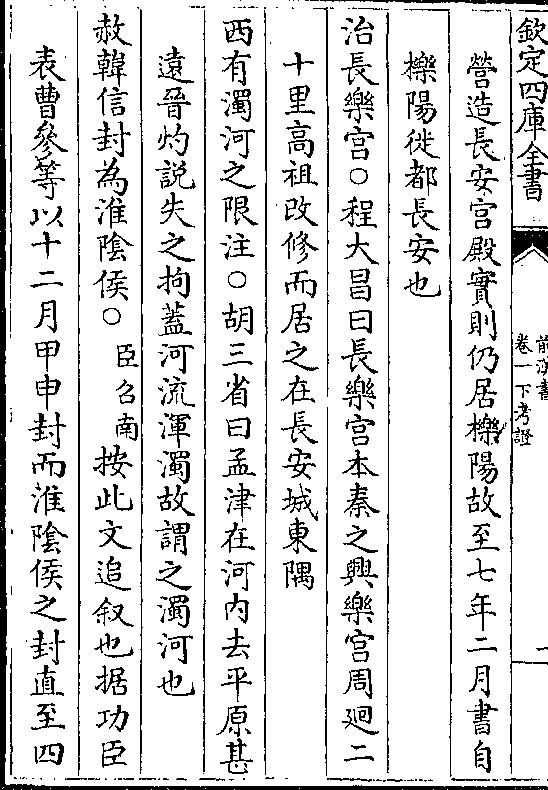 欽定四庫全書
前漢書
卷一下考證
一
營造長安宮殿實則仍居櫟陽故至七年二月書自
櫟陽徙都長安也
治長樂宮○程大昌曰長樂宮本秦之興樂宮周廻二
十里高祖改修而居之在長安城東隅
西有濁河之限注○胡三省曰孟津在河内去平原甚
遠晉灼説失之拘蓋河流渾濁故謂之濁河也
赦韓信封為淮隂侯○臣召南按此文追叙也据功臣
表曹參等以十二月甲申封而淮隂侯之封直至四